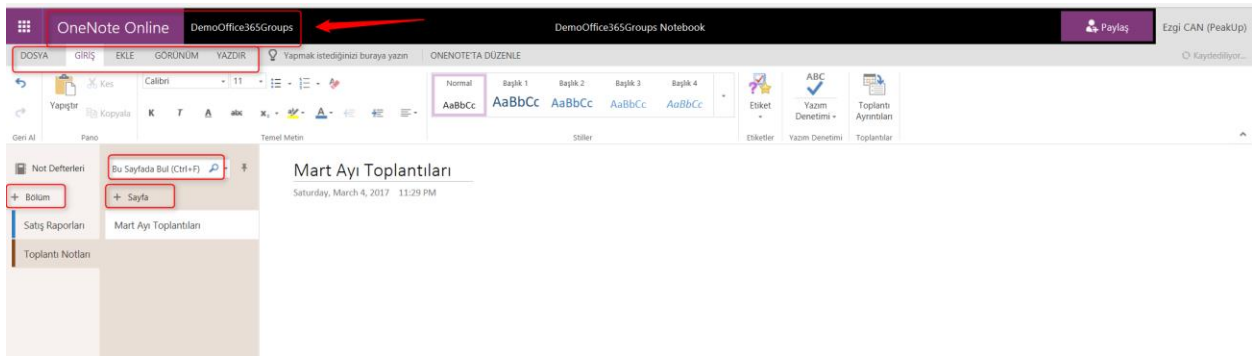 OneNote Online DemoOffice365Groups DemoOffice365Groups Notebook Paylaş Ezgi CAN (PeakUp)
DOSYA GİRİŞ EKLE GÖRÜNÜM YAZDIR Yapmak istediğinizi buraya yazın ONENOTE'TA DÜZENLE Kaydediliyor...
Yapıştır Kes Kopyala
Calibri 11
K T A abc x₂ A
Normal Başlık 1 Başlık 2 Başlık 3 Başlık 4
AaBbCc AaBbCc AaBbCc AaBbCc AaBbCc
Etiket
ABC
Yazım Denetimi
Toplantı Ayrıntıları
Geri Al Pano Temel Metin Stiller Etiketler Yazım Denetimi Toplantılar
Not Defterleri Bu Sayfada Bul (Ctrl+F)
+ Bölüm + Sayfa
Satış Raporları Mart Ayı Toplantıları
Toplantı Notları
Mart Ayı Toplantıları
Saturday, March 4, 2017 11:29 PM